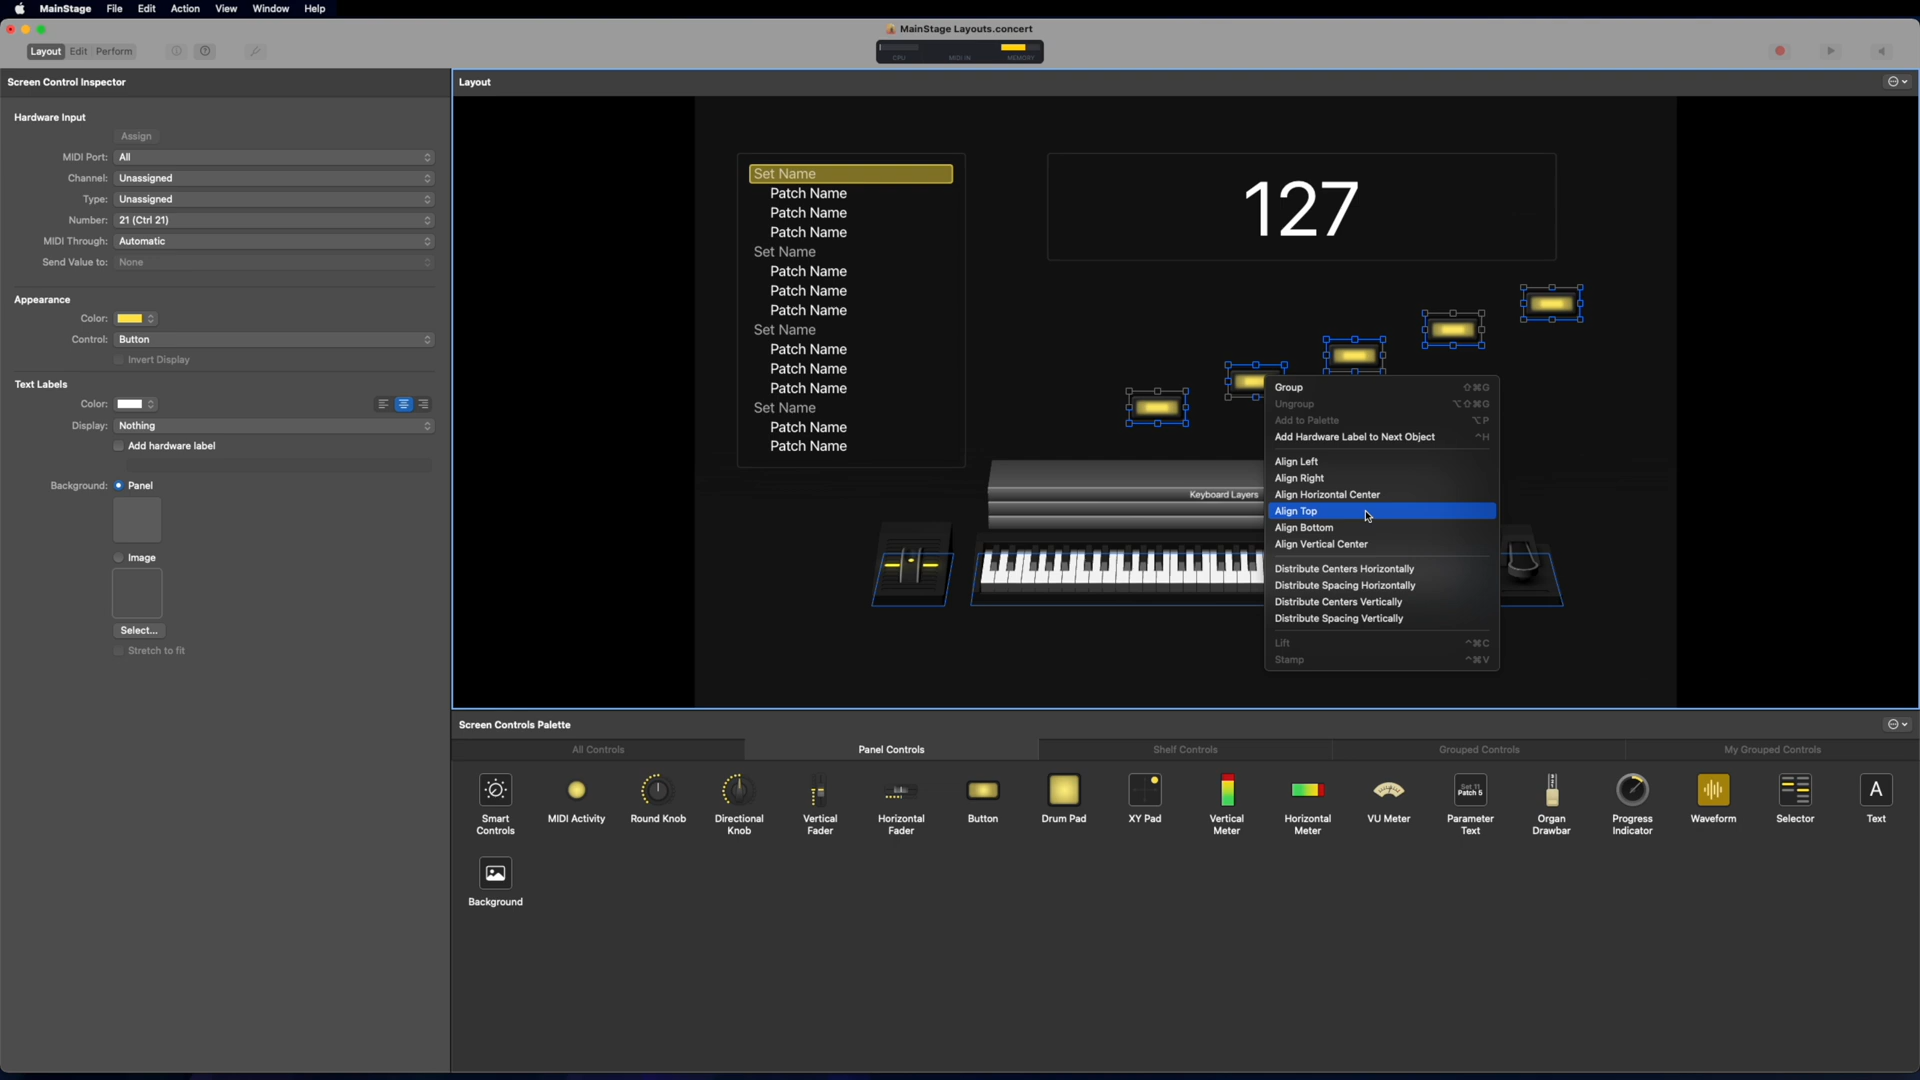 MainStage File Edit Action View Window Help
MainStage Layouts.concert
Layout Edit Perform
CPU MIDI IN MEMORY
Screen Control Inspector
Hardware Input
Assign
MIDI Port: All
Channel: Unassigned
Type: Unassigned
Number: 21 (Ctrl 21)
MIDI Through: Automatic
Send Value to: None
Appearance
Color:
Control: Button
Invert Display
Text Labels
Color:
Display: Nothing
Add hardware label
Background: Panel
Image
Select...
Stretch to fit
Layout
Set Name
Patch Name
Patch Name
Patch Name
Set Name
Patch Name
Patch Name
Patch Name
Set Name
Patch Name
Patch Name
Patch Name
Set Name
Patch Name
Patch Name
127
Keyboard Layers
Group ⇧⌘G
Ungroup ⌥⇧⌘G
Add to Palette ⌥P
Add Hardware Label to Next Object ^H
Align Left
Align Right
Align Horizontal Center
Align Top
Align Bottom
Align Vertical Center
Distribute Centers Horizontally
Distribute Spacing Horizontally
Distribute Centers Vertically
Distribute Spacing Vertically
Lift ^⌘C
Stamp ^⌘V
Screen Controls Palette
All Controls Panel Controls Shelf Controls Grouped Controls My Grouped Controls
Smart Controls
MIDI Activity
Round Knob
Directional Knob
Vertical Fader
Horizontal Fader
Button
Drum Pad
XY Pad
Vertical Meter
Horizontal Meter
VU Meter
Set 11
Patch 5
Parameter Text
Organ Drawbar
Progress Indicator
Waveform
Selector
A
Text
Background